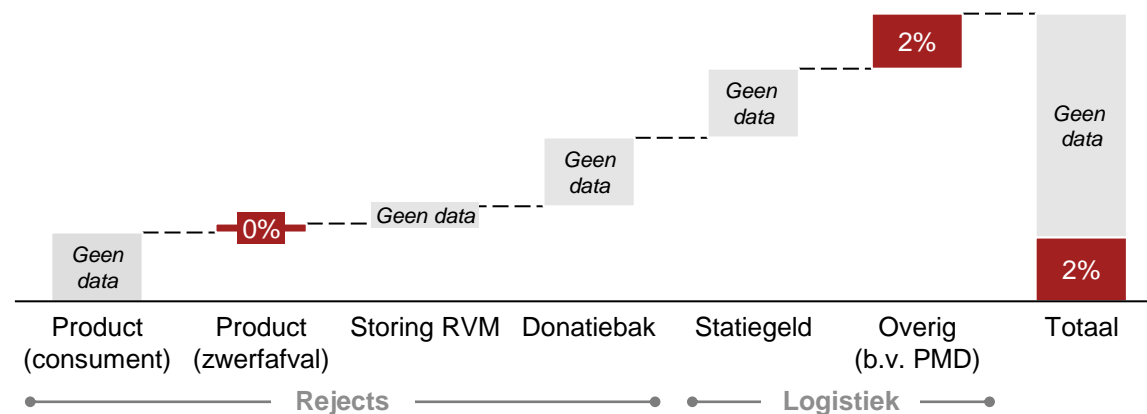 2%
Geen
data
Geen
data
Geen
data
Geen data
0%
Geen
data
2%
Product
(consument)
Product
(zwerfafval)
Storing RVM
Donatiebak
Statiegeld
Overig
(b.v. PMD)
Totaal
Rejects
Logistiek